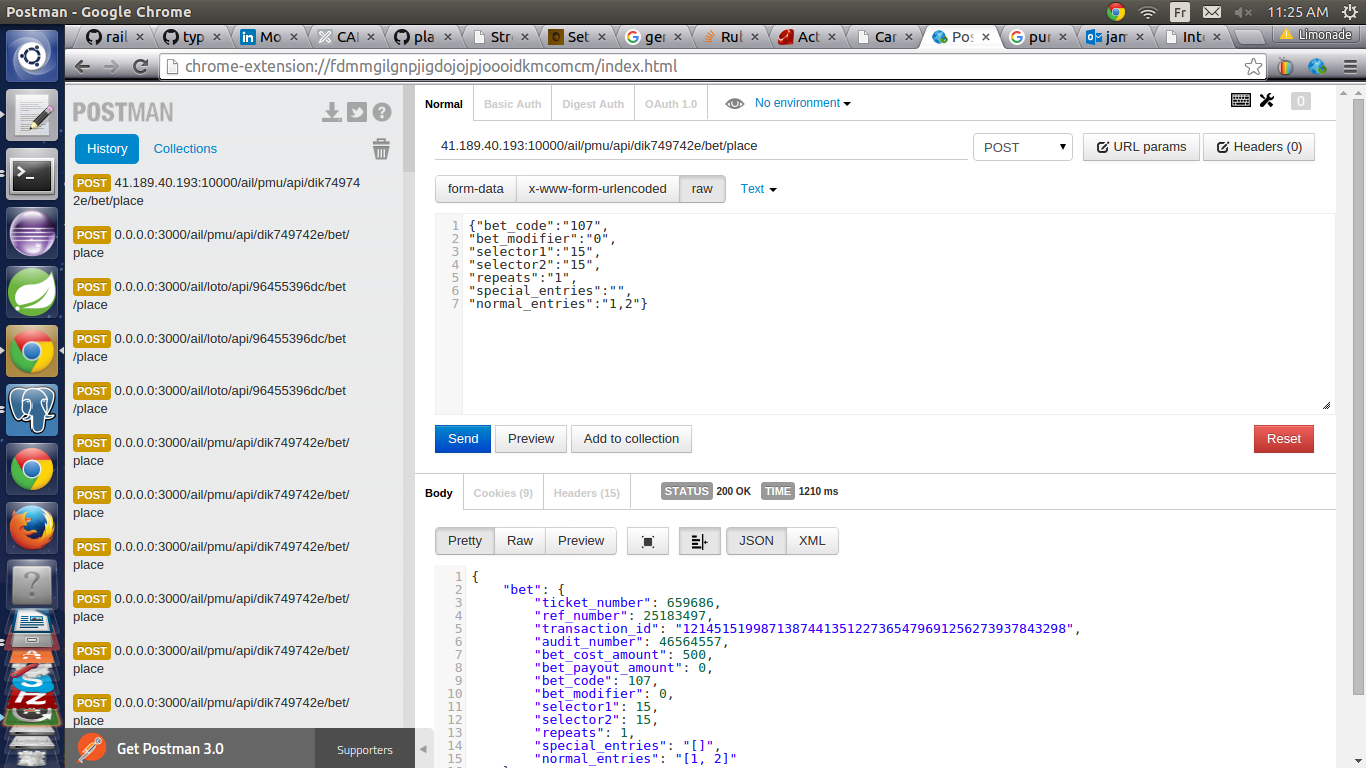 Postman - Google Chrome
Fr
11:25 AM
rail
typ
Mo
CAI
pla
Str
Set
ger
Rul
Act
Car
Pos
pur
jam
Inte
Limonade
chrome-extension://fdmmgilgnpjigdojojpjoooidkmcomcm/index.html
POSTMAN
History
Collections
POST 41.189.40.193:10000/ail/pmu/api/dik74974
2e/bet/place
POST 0.0.0.0:3000/ail/pmu/api/dik749742e/bet/
place
POST 0.0.0.0:3000/ail/loto/api/96455396dc/bet
/place
POST 0.0.0.0:3000/ail/loto/api/96455396dc/bet
/place
POST 0.0.0.0:3000/ail/loto/api/96455396dc/bet
/place
POST 0.0.0.0:3000/ail/pmu/api/dik749742e/bet/
place
POST 0.0.0.0:3000/ail/pmu/api/dik749742e/bet/
place
POST 0.0.0.0:3000/ail/pmu/api/dik749742e/bet/
place
POST 0.0.0.0:3000/ail/pmu/api/dik749742e/bet/
place
POST 0.0.0.0:3000/ail/pmu/api/dik749742e/bet/
place
POST 0.0.0.0:3000/ail/pmu/api/dik749742e/bet/
place
Get Postman 3.0
Supporters
Normal
Basic Auth
Digest Auth
OAuth 1.0
No environment
0
41.189.40.193:10000/ail/pmu/api/dik749742e/bet/place
POST
URL params
Headers (0)
form-data
x-www-form-urlencoded
raw
Text
1 {"bet_code":"107",
2 "bet_modifier":"0",
3 "selector1":"15",
4 "selector2":"15",
5 "repeats":"1",
6 "special_entries":"",
7 "normal_entries":"1,2"}
Send
Preview
Add to collection
Reset
Body
Cookies (9)
Headers (15)
STATUS 200 OK
TIME 1210 ms
Pretty
Raw
Preview
JSON
XML
1 {
2 "bet": {
3 "ticket_number": 659686,
4 "ref_number": 25183497,
5 "transaction_id": "121451519987138744135122736547969125627393784​3298",
6 "audit_number": 46564557,
7 "bet_cost_amount": 500,
8 "bet_payout_amount": 0,
9 "bet_code": 107,
10 "bet_modifier": 0,
11 "selector1": 15,
12 "selector2": 15,
13 "repeats": 1,
14 "special_entries": "[]",
15 "normal_entries": "[1, 2]"